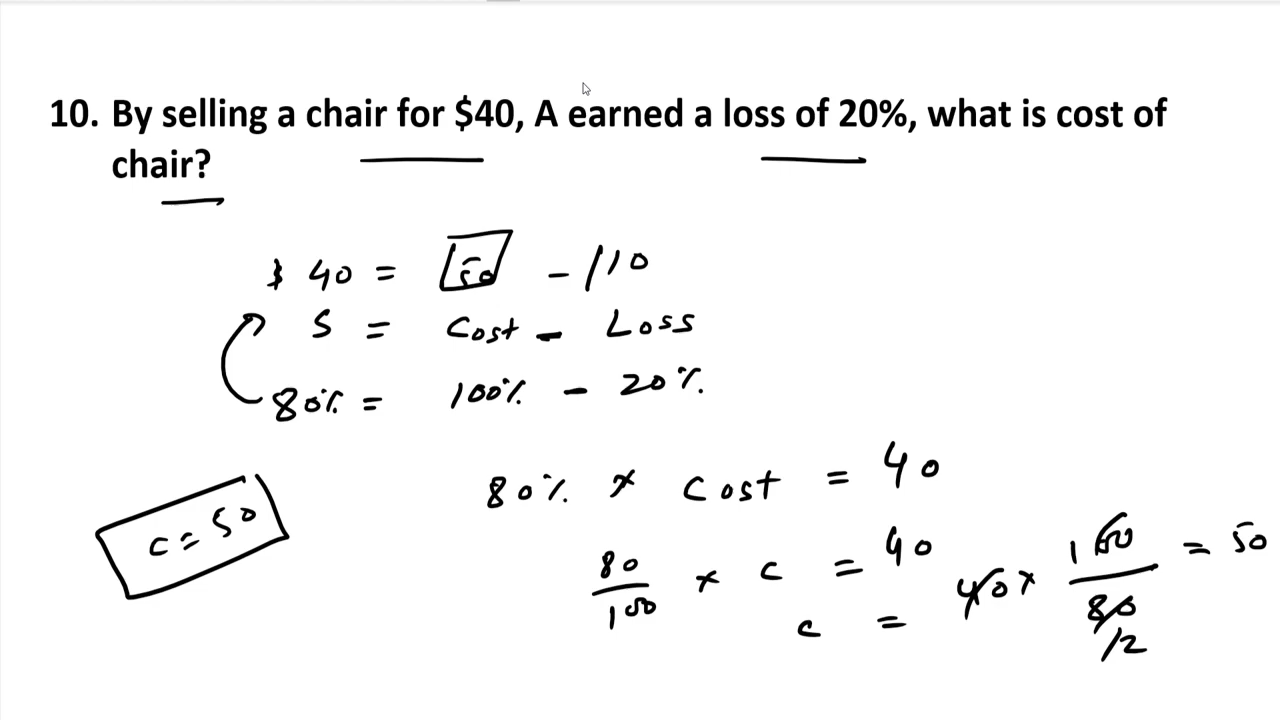 10. By selling a chair for $40, A earned a loss of 20%, what is cost of
chair?
$ 40 = 50 - 10
S = Cost - Loss
80% = 100% - 20%
80% × Cost = 40
80/100 × C = 40
C = 40 × 100/80 = 50
2
C = 50